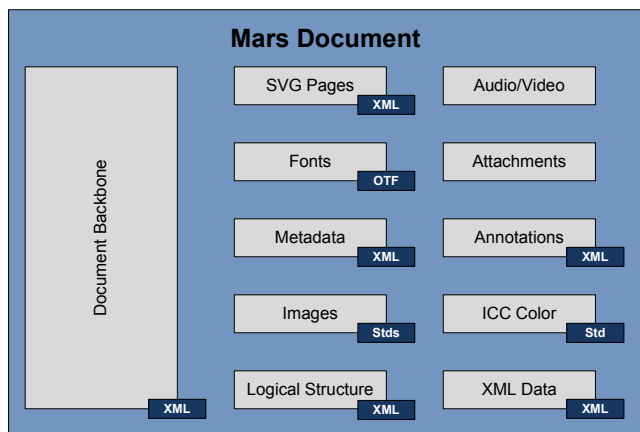 Mars Document
Document Backbone
XML
SVG Pages
XML
Audio/Video
Fonts
OTF
Attachments
Metadata
XML
Annotations
XML
Images
Stds
ICC Color
Std
Logical Structure
XML
XML Data
XML